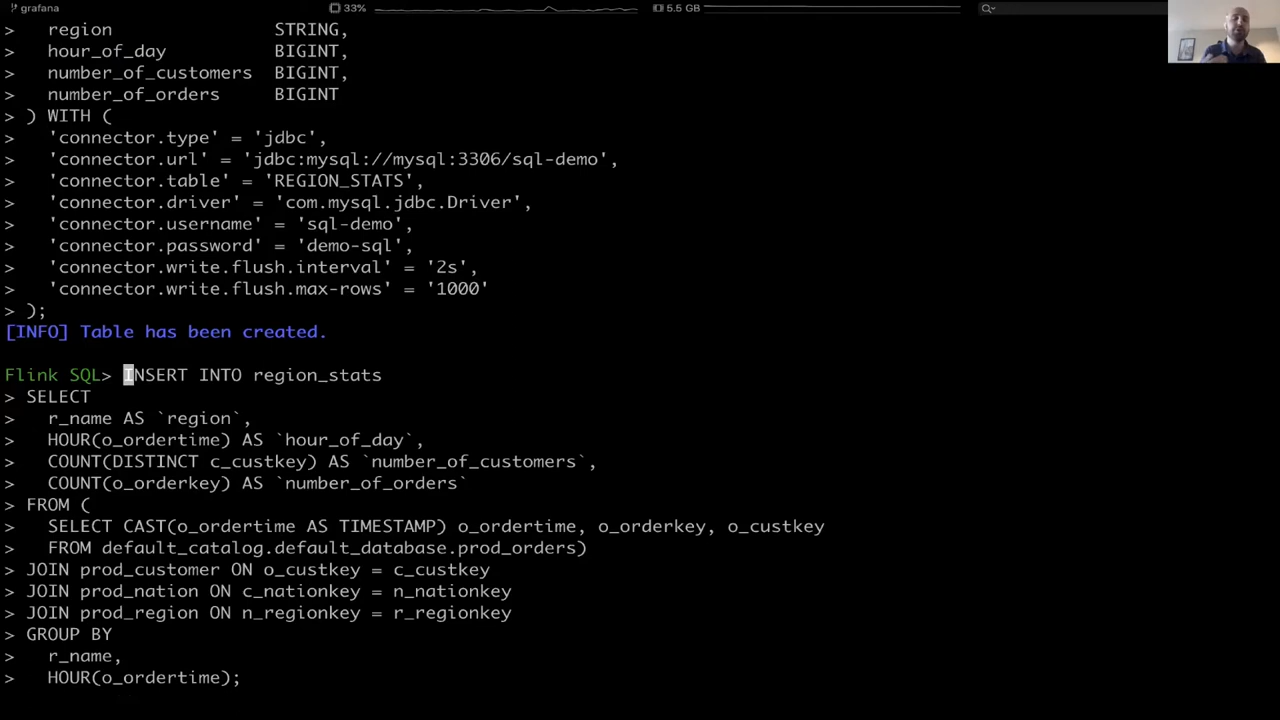 grafana 33% 5.5 GB
> region STRING,
> hour_of_day BIGINT,
> number_of_customers BIGINT,
> number_of_orders BIGINT
> ) WITH (
> 'connector.type' = 'jdbc',
> 'connector.url' = 'jdbc:mysql://mysql:3306/sql-demo',
> 'connector.table' = 'REGION_STATS',
> 'connector.driver' = 'com.mysql.jdbc.Driver',
> 'connector.username' = 'sql-demo',
> 'connector.password' = 'demo-sql',
> 'connector.write.flush.interval' = '2s',
> 'connector.write.flush.max-rows' = '1000'
> );
[INFO] Table has been created.
Flink SQL> INSERT INTO region_stats
> SELECT
> r_name AS `region`,
> HOUR(o_ordertime) AS `hour_of_day`,
> COUNT(DISTINCT c_custkey) AS `number_of_customers`,
> COUNT(o_orderkey) AS `number_of_orders`
> FROM (
> SELECT CAST(o_ordertime AS TIMESTAMP) o_ordertime, o_orderkey, o_custkey
> FROM default_catalog.default_database.prod_orders)
> JOIN prod_customer ON o_custkey = c_custkey
> JOIN prod_nation ON c_nationkey = n_nationkey
> JOIN prod_region ON n_regionkey = r_regionkey
> GROUP BY
> r_name,
> HOUR(o_ordertime);